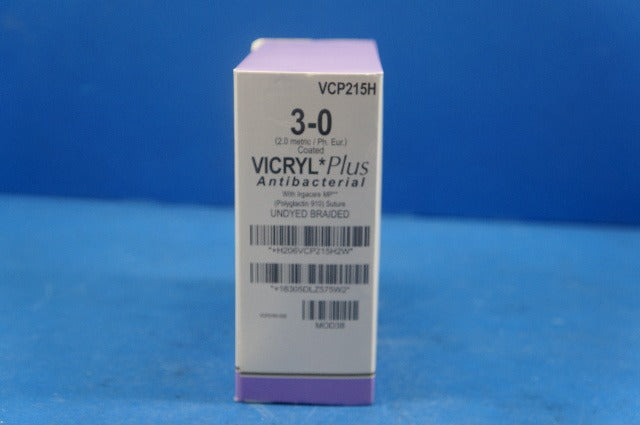 VCP215H
3-0
(2.0 metric / Ph. Eur.)
Coated
VICRYL* Plus
Antibacterial
With Irgacare MP**
(Polyglactin 910) Suture
UNDYED BRAIDED
*+H206VCP215H2W*
MOD38